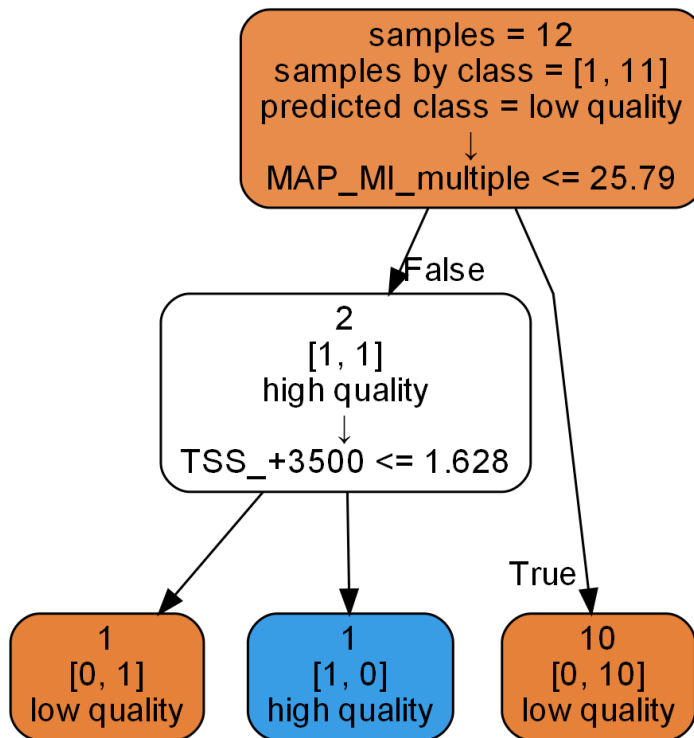 samples = 12
samples by class = [1, 11]
predicted class = low quality
↓
MAP_MI_multiple <= 25.79
False
2
[1, 1]
high quality
↓
TSS_+3500 <= 1.628
True
1
[0, 1]
low quality
1
[1, 0]
high quality
10
[0, 10]
low quality